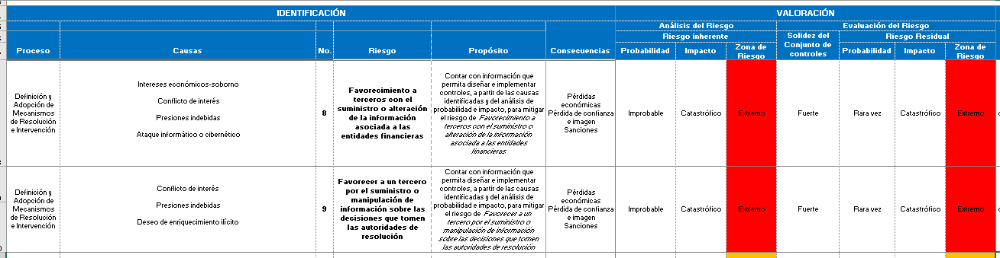 IDENTIFICACIÓN
VALORACIÓN
Análisis del Riesgo
Evaluación del Riesgo
Riesgo inherente
Solidez del
Conjunto de
controles
Riesgo Residual
Proceso
Causas
No.
Riesgo
Propósito
Consecuencias
Probabilidad
Impacto
Zona de
Riesgo
Probabilidad
Impacto
Zona de
Riesgo
Definición y
Adopción de
Mecanismos
de Resolución
e Intervención
Intereses económicos-soborno
Conflicto de interés
Presiones indebidas
Ataque informático o cibernético
8
Favorecimiento a
terceros con el
suministro o alteración
de la información
asociada a las
entidades financieras
Contar con información que
permita diseñar e implementar
controles, a partir de las causas
identificadas y del análisis de
probabilidad e impacto, para mitigar
el riesgo de Favorecimiento a
terceros con el suministro o
alteración de la información
asociada a las entidades
financieras
Pérdidas
económicas
Pérdida de confianza
e imagen
Sanciones
Improbable
Catastrófico
Extremo
Fuerte
Rara vez
Catastrófico
Extremo
Definición y
Adopción de
Mecanismos
de Resolución
e Intervención
Conflicto de interés
Presiones indebidas
Deseo de enriquecimiento ilícito
9
Favorecer a un tercero
por el suministro o
manipulación de
información sobre las
decisiones que tomen
las autoridades de
resolución
Contar con información que
permita diseñar e implementar
controles, a partir de las causas
identificadas y del análisis de
probabilidad e impacto, para mitigar
el riesgo de Favorecer a un
tercero por el suministro o
manipulación de información
sobre las decisiones que tomen
las autoridades de resolución
Pérdidas
económicas
Pérdida de confianza
e imagen
Sanciones
Improbable
Catastrófico
Extremo
Fuerte
Rara vez
Catastrófico
Extremo